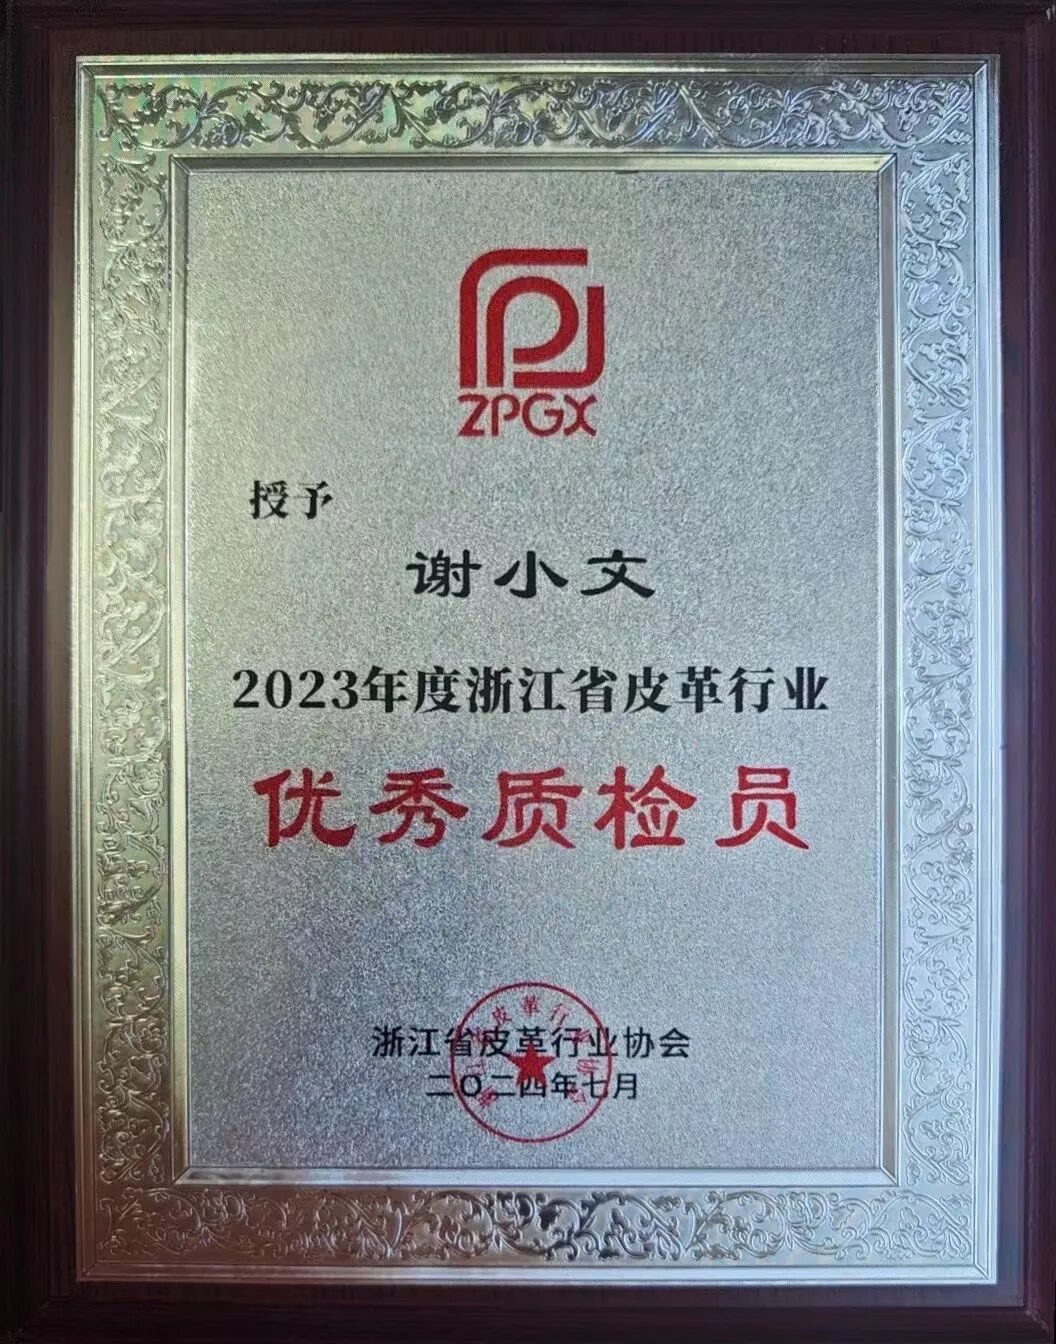 ZPGX
授予
谢小文
2023年度浙江省皮革行业
优秀质检员
浙江省皮革行业协会
二〇二四年七月